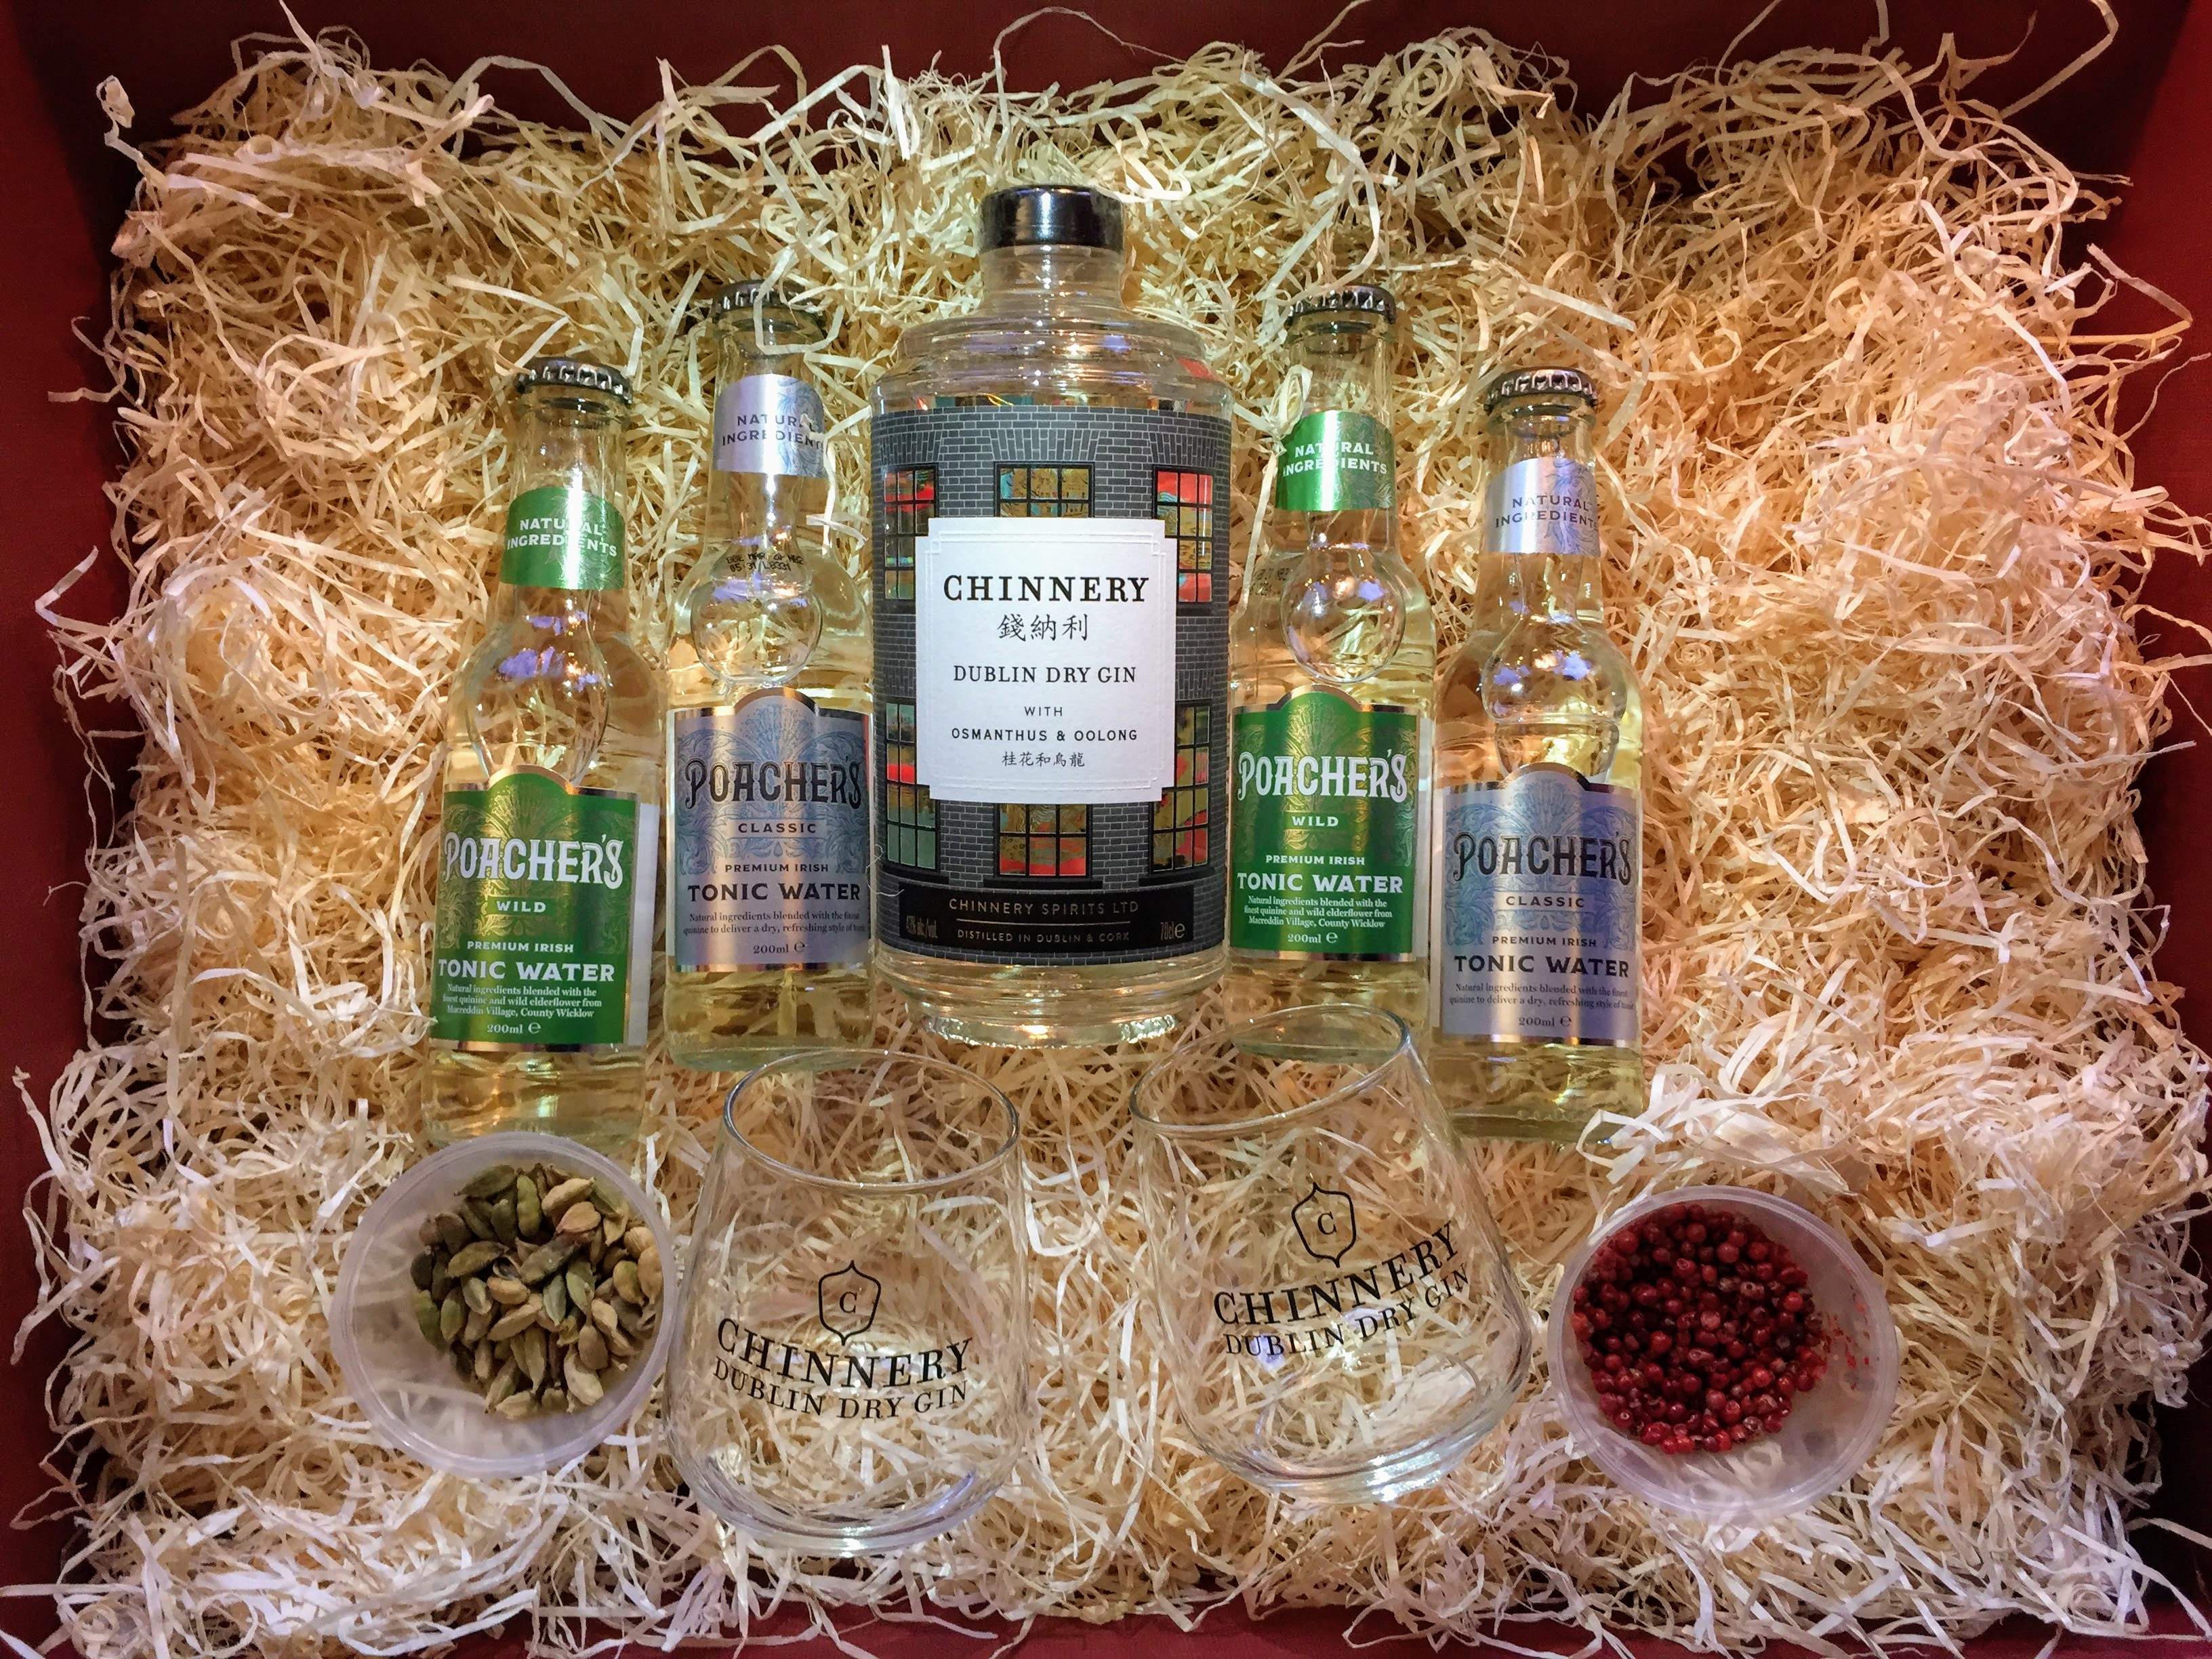 NATURAL
INGREDIENTS
POACHER'S
WILD
PREMIUM IRISH
TONIC WATER
Natural ingredients blended with the
finest quinine and wild elderflower from
Macreddin Village, County Wicklow
200ml ℮
NATURAL
INGREDIENTS
POACHER'S
CLASSIC
PREMIUM IRISH
TONIC WATER
Natural ingredients blended with the finest
quinine to deliver a dry, refreshing style of tonic
200ml ℮
CHINNERY
錢納利
DUBLIN DRY GIN
WITH
OSMANTHUS & OOLONG
桂花和烏龍
CHINNERY SPIRITS LTD
DISTILLED IN DUBLIN & CORK
70cl ℮
NATURAL
INGREDIENTS
POACHER'S
WILD
PREMIUM IRISH
TONIC WATER
Natural ingredients blended with the
finest quinine and wild elderflower from
Macreddin Village, County Wicklow
200ml ℮
NATURAL
INGREDIENTS
POACHER'S
CLASSIC
PREMIUM IRISH
TONIC WATER
Natural ingredients blended with the finest
quinine to deliver a dry, refreshing style of tonic
200ml ℮
C
CHINNERY
DUBLIN DRY GIN
C
CHINNERY
DUBLIN DRY GIN